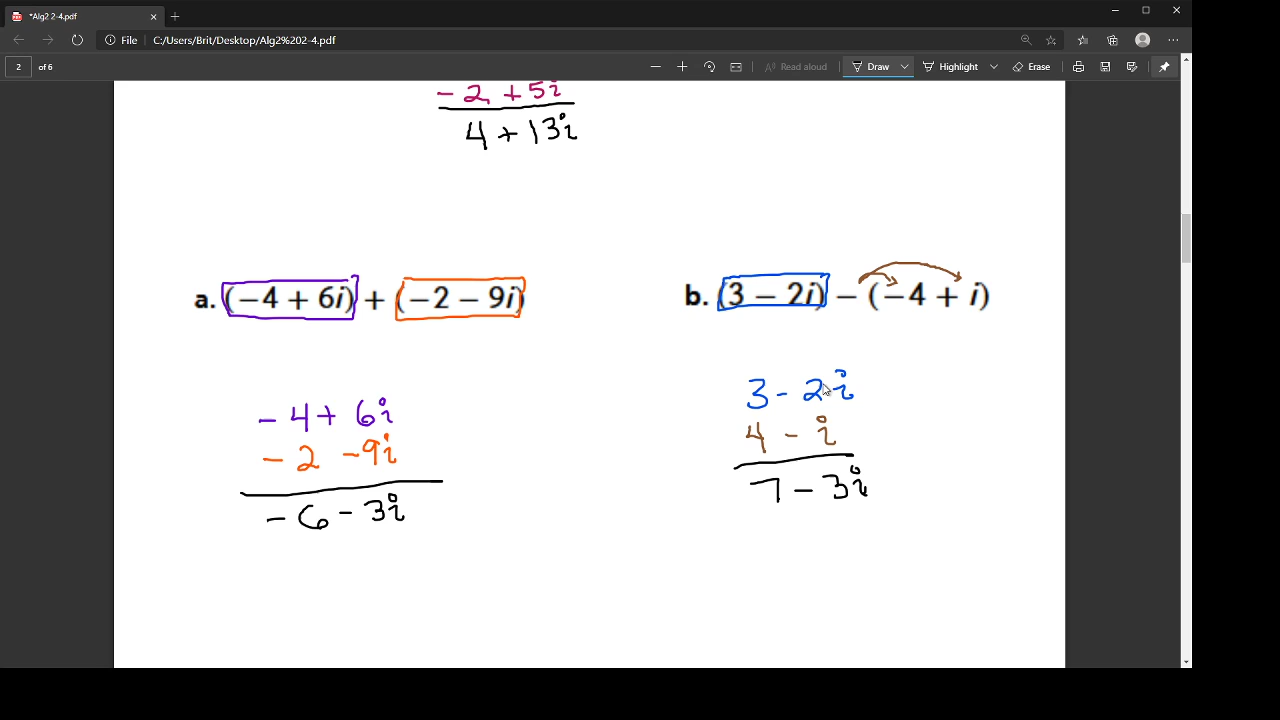 *Alg2 2-4.pdf
File C:/Users/Brit/Desktop/Alg2%202-4.pdf
2 of 6 Read aloud Draw Highlight Erase
- 2 + 5i
4 + 13i
a. (−4 + 6i) + (−2 − 9i)
b. (3 − 2i) − (−4 + i)
- 4 + 6i
- 2 - 9i
- 6 - 3i
3 - 2i
4 - i
7 - 3i